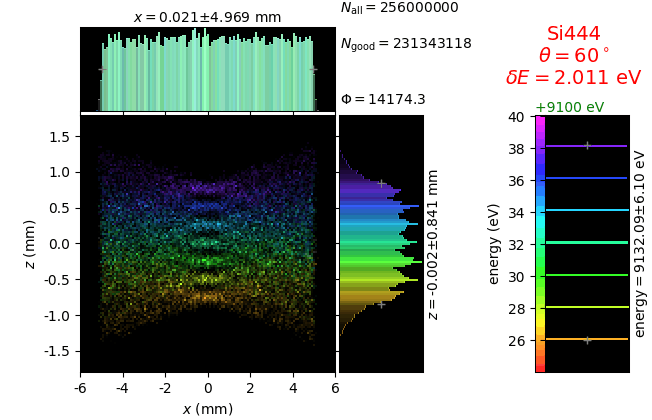 x = 0.021±4.969 mm
N_all = 256000000
N_good = 231343118
Φ = 14174.3
Si444
θ = 60°
δE = 2.011 eV
+9100 eV
1.5
1.0
0.5
0.0
-0.5
-1.0
-1.5
z (mm)
-6 -4 -2 0 2 4 6
x (mm)
z = -0.002±0.841 mm
40
38
36
34
32
30
28
26
energy (eV)
energy = 9132.09±6.10 eV